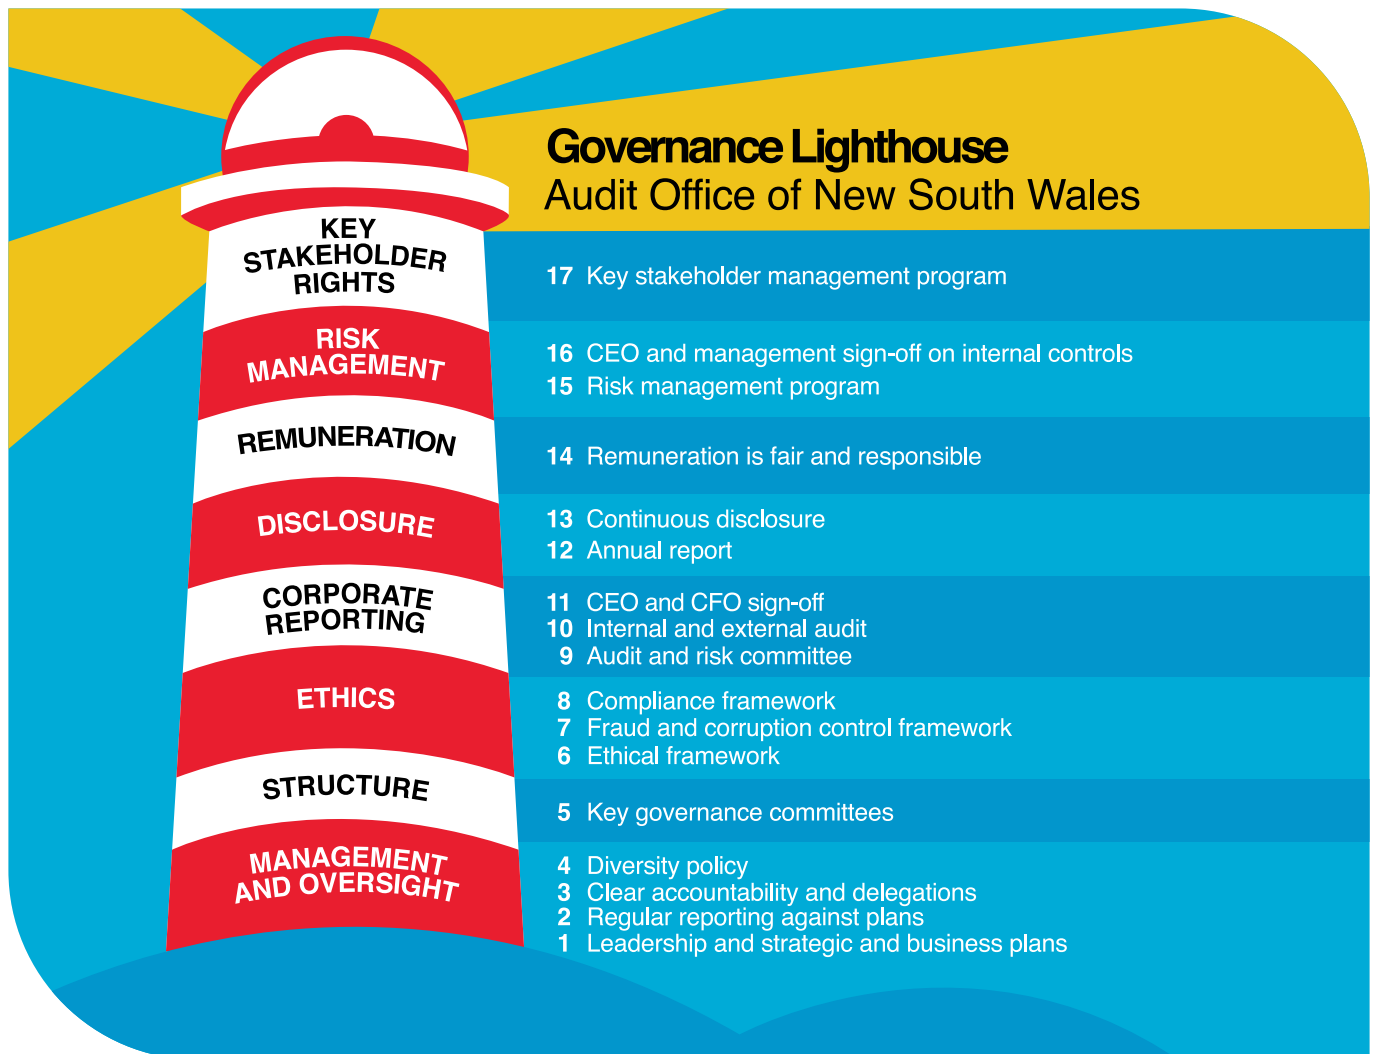 Governance Lighthouse
Audit Office of New South Wales
KEY
STAKEHOLDER
RIGHTS
17 Key stakeholder management program
RISK
MANAGEMENT
16 CEO and management sign-off on internal controls
15 Risk management program
REMUNERATION
14 Remuneration is fair and responsible
DISCLOSURE
13 Continuous disclosure
12 Annual report
CORPORATE
REPORTING
11 CEO and CFO sign-off
10 Internal and external audit
9 Audit and risk committee
ETHICS
8 Compliance framework
7 Fraud and corruption control framework
6 Ethical framework
STRUCTURE
5 Key governance committees
MANAGEMENT
AND OVERSIGHT
4 Diversity policy
3 Clear accountability and delegations
2 Regular reporting against plans
1 Leadership and strategic and business plans